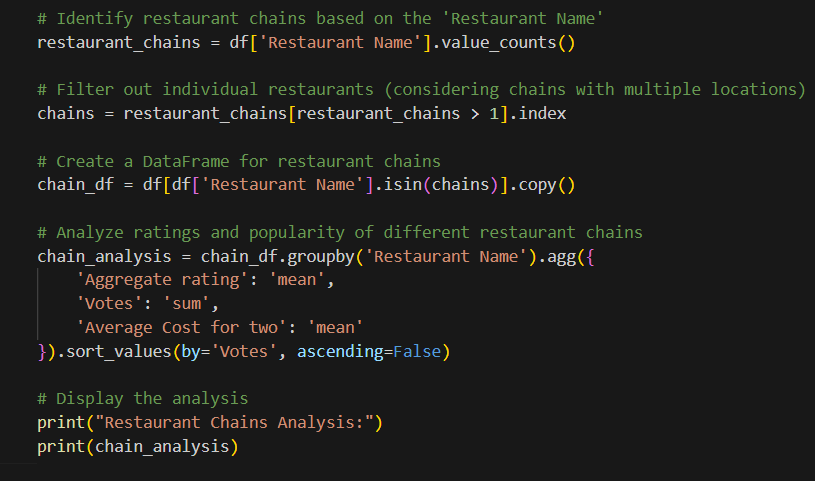 # Identify restaurant chains based on the 'Restaurant Name'
restaurant_chains = df['Restaurant Name'].value_counts()
# Filter out individual restaurants (considering chains with multiple locations)
chains = restaurant_chains[restaurant_chains > 1].index
# Create a DataFrame for restaurant chains
chain_df = df[df['Restaurant Name'].isin(chains)].copy()
# Analyze ratings and popularity of different restaurant chains
chain_analysis = chain_df.groupby('Restaurant Name').agg({
    'Aggregate rating': 'mean',
    'Votes': 'sum',
    'Average Cost for two': 'mean'
}).sort_values(by='Votes', ascending=False)
# Display the analysis
print("Restaurant Chains Analysis:")
print(chain_analysis)